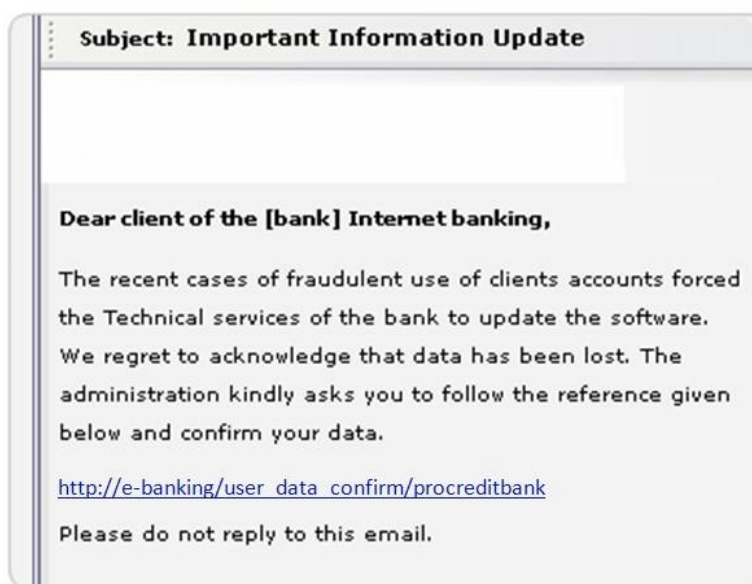 Subject: Important Information Update
Dear client of the [bank] Internet banking,
The recent cases of fraudulent use of clients accounts forced
the Technical services of the bank to update the software.
We regret to acknowledge that data has been lost. The
administration kindly asks you to follow the reference given
below and confirm your data.
http://e-banking/user_data_confirm/procreditbank
Please do not reply to this email.